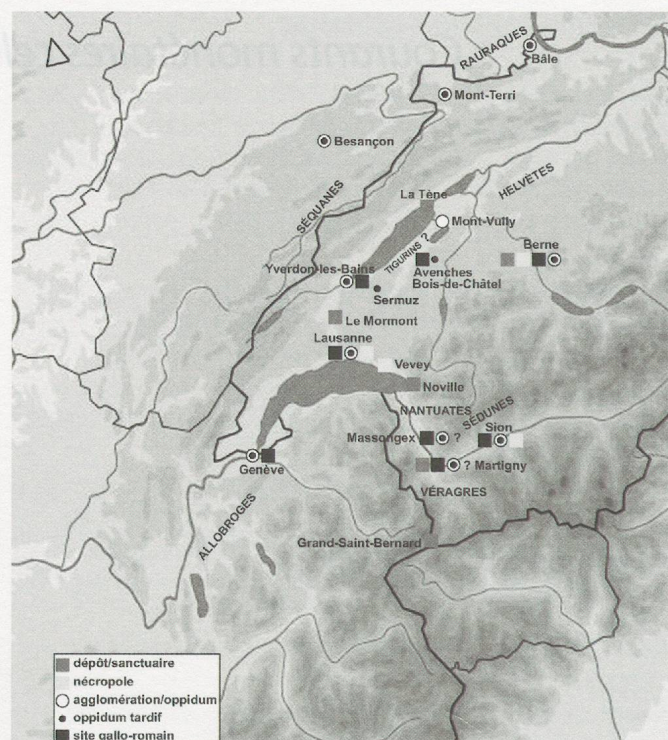 RAURAQUES
Bâle
Mont-Terri
Besançon
HELVÈTES
La Tène
SÉQUANES
Mont-Vully
TIGURINS ?
Berne
Yverdon-les-Bains
Avenches
Bois-de-Châtel
Sermuz
Le Mormont
Lausanne
Vevey
Noville
NANTUATES
SÉDUNES
Sion
Massongex
?
? Martigny
Genève
VÉRAGRES
ALLOBROGES
Grand-Saint-Bernard
dépôt/sanctuaire
nécropole
agglomération/oppidum
oppidum tardif
site gallo-romain